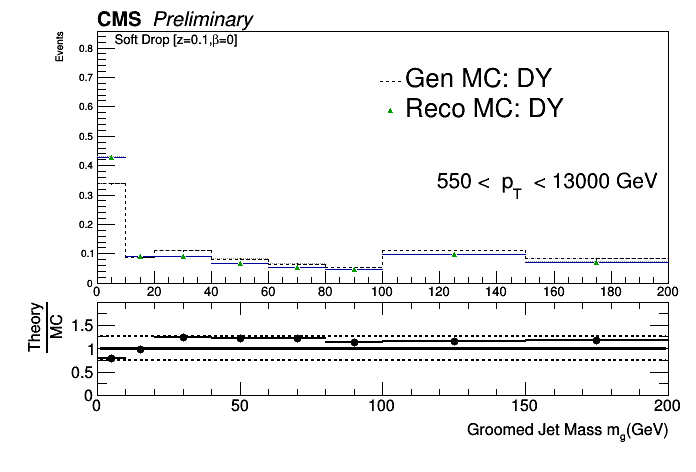 CMS Preliminary
Events
Soft Drop [z=0.1,β=0]
Gen MC: DY
Reco MC: DY
550 < p_T < 13000 GeV
0.8
0.7
0.6
0.5
0.4
0.3
0.2
0.1
0
0 20 40 60 80 100 120 140 160 180 200
Theory
MC
1.5
1
0.5
0
0 50 100 150 200
Groomed Jet Mass m_g(GeV)